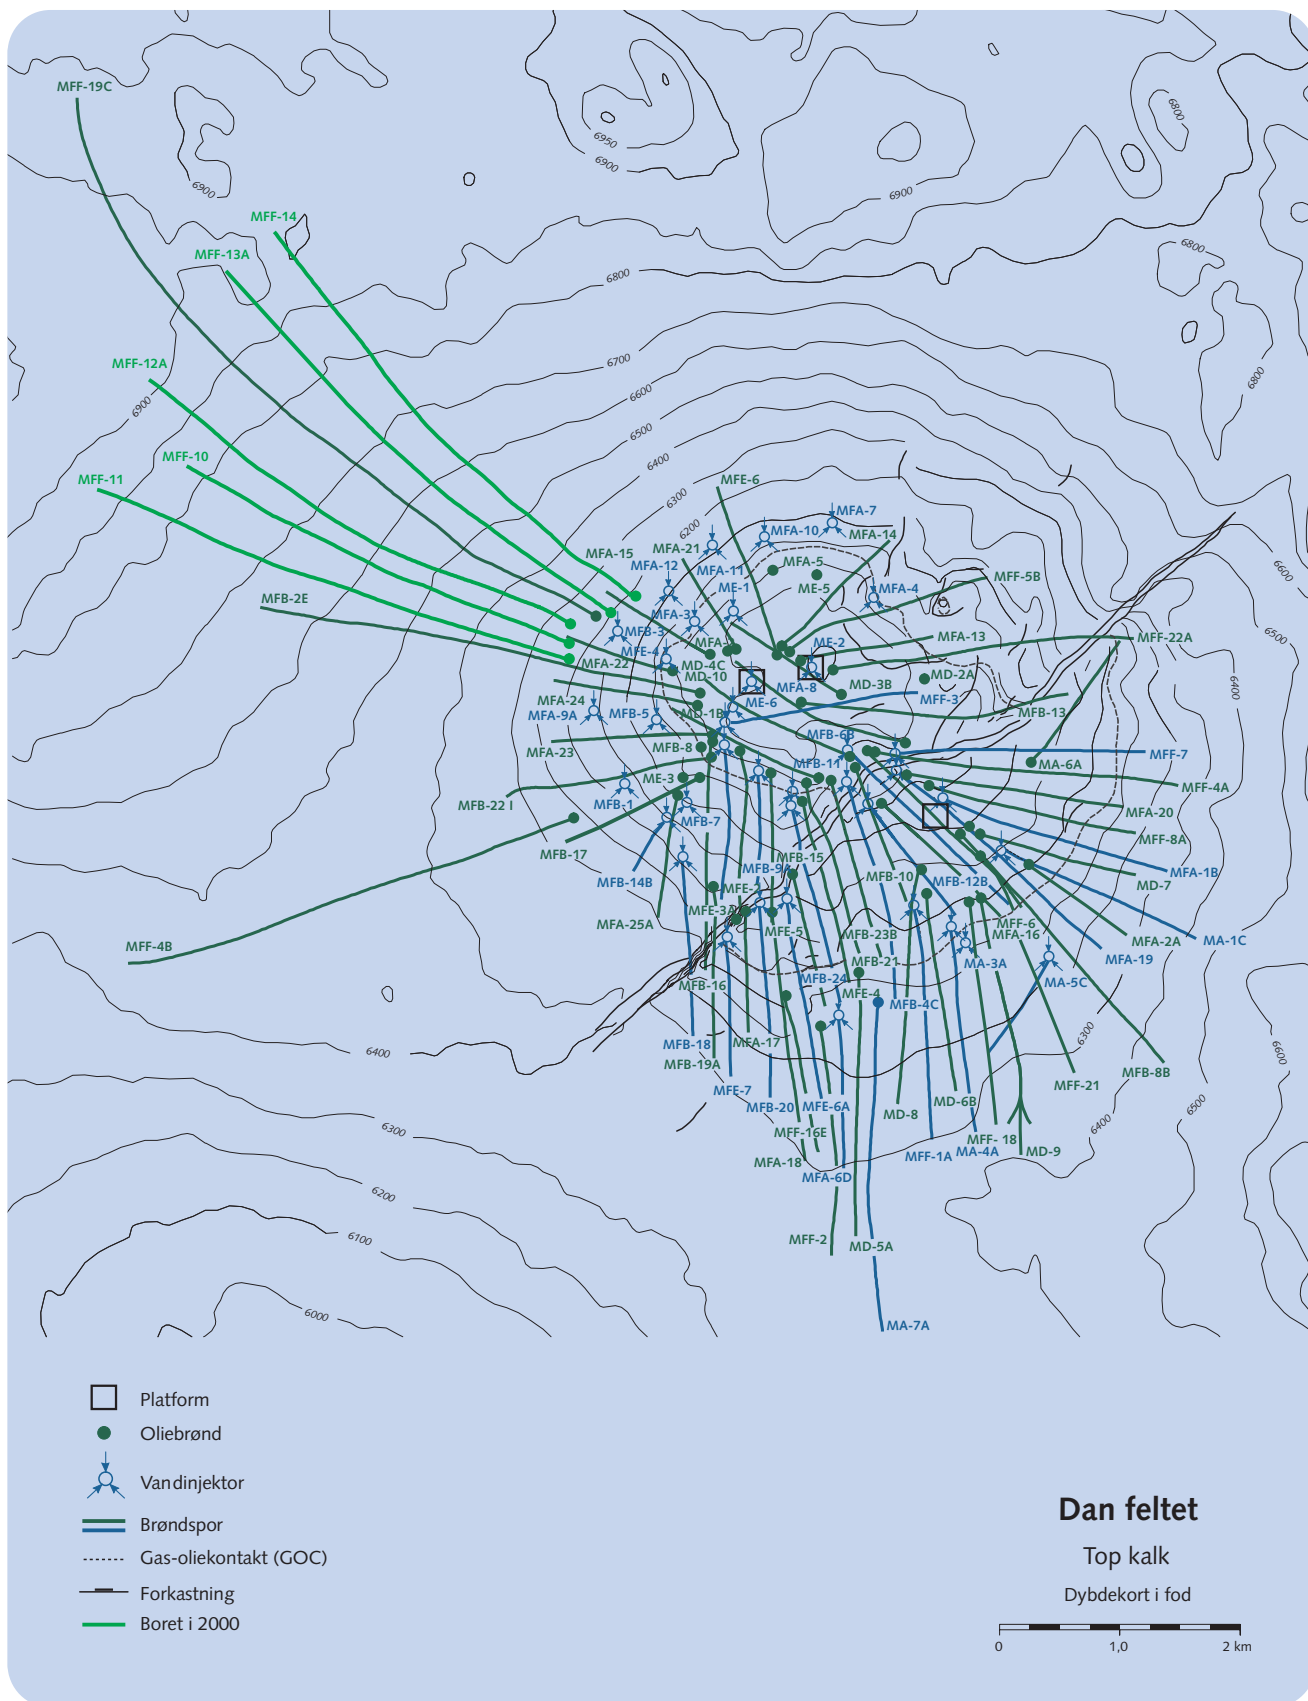 MFF-19C
6800
6950
6900
6900
6900
MFF-14
MFF-13A
6800
6800
6700
MFF-12A
6600
6800
6900
6500
MFF-10
6400
MFF-11
MFE-6
6300
MFA-7
6200
MFA-10
MFA-14
MFA-15
MFA-21
MFA-12
MFA-11
MFA-5
6600
MFF-5B
ME-1
ME-5
MFA-4
MFB-2E
MFA-3
MFB-3
6500
MFE-4
MFA-2
ME-2
MFA-13
MFF-22A
MFA-22
MD-4C
MD-10
MD-2A
MFA-8
MD-3B
6400
MFA-24
MFF-3
ME-6
MFA-9A
MFB-5
MD-1B
MFB-13
MFA-23
MFB-8
MFB-6B
MFF-7
MFB-11
MA-6A
ME-3
MFF-4A
MFB-22 I
MFB-1
MFA-20
MFB-7
MFF-8A
MFB-17
MFB-15
MFB-9A
MFA-1B
MFB-14B
MFB-10
MFB-12B
MD-7
MFE-2
MFE-3A
MFA-25A
MFE-5
MFF-6
MFA-16
MFB-23B
MFA-2A
MA-1C
MFF-4B
MFB-21
MA-3A
MFA-19
MFB-24
MA-5C
MFB-16
MFE-4
MFB-4C
6300
MFB-18
MFA-17
6400
MFB-19A
MFB-8B
6600
MFF-21
MFE-7
MFB-20
MFE-6A
MD-6B
MD-8
6500
6300
MFF-16E
6400
MFF- 18
MFF-1A
MA-4A
MD-9
MFA-18
MFA-6D
6200
6100
MFF-2
MD-5A
6000
MA-7A
Platform
Oliebrønd
Vandinjektor
Brøndspor
Gas-oliekontakt (GOC)
Forkastning
Boret i 2000
Dan feltet
Top kalk
Dybdekort i fod
0 1,0 2 km